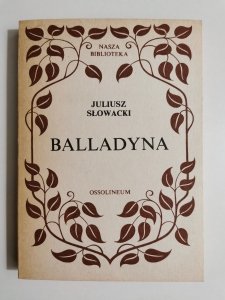 NASZA
BIBLIOTEKA
JULIUSZ
SŁOWACKI
BALLADYNA
OSSOLINEUM